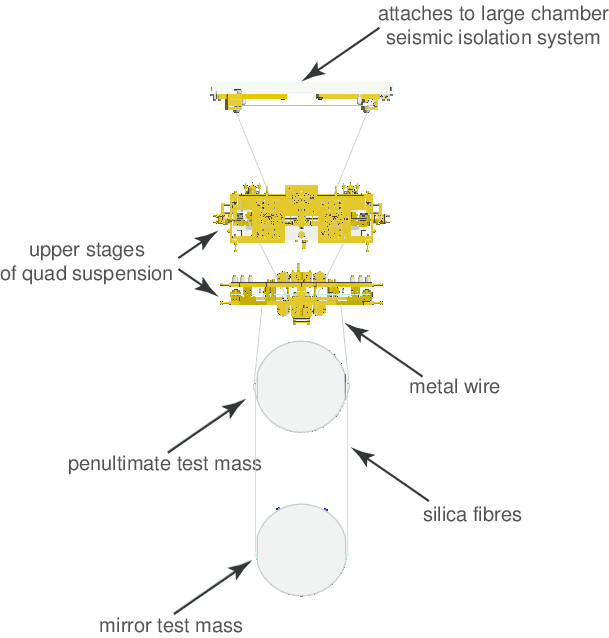 attaches to large chamber
seismic isolation system
upper stages
of quad suspension
metal wire
penultimate test mass
silica fibres
mirror test mass